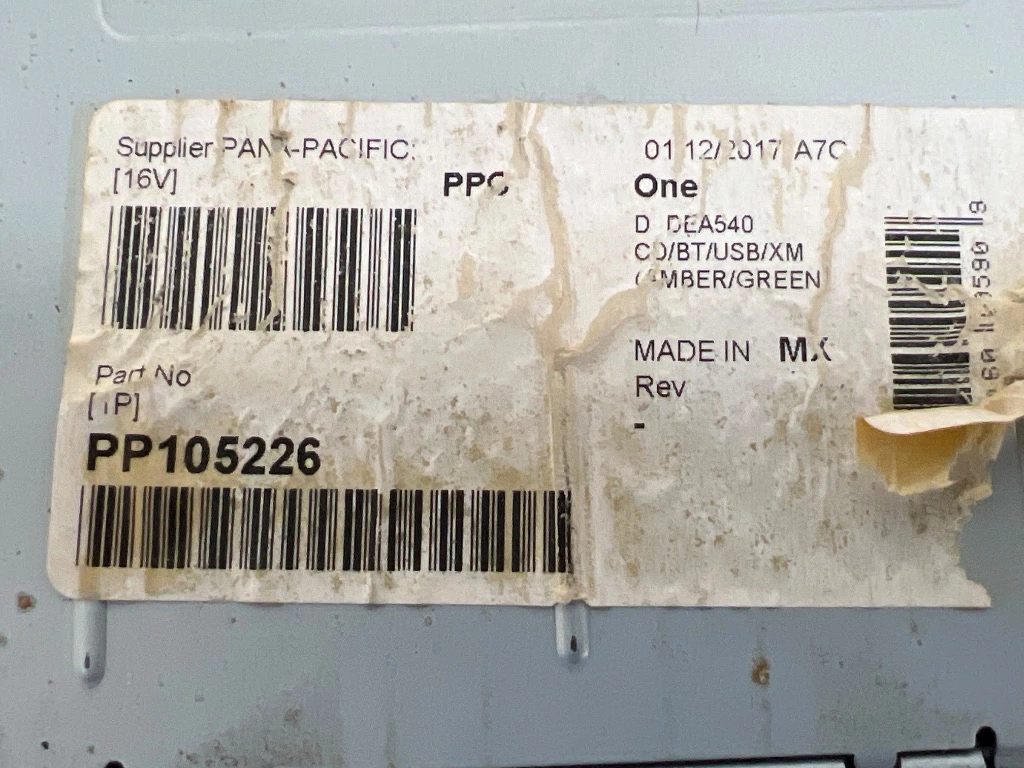 Supplier PANA-PACIFIC:
[16V]
PPC
Part No
[1P]
PP105226
01 12/2017 A7C
One
DEA540
CD/BT/USB/XM
(AMBER/GREEN
MADE IN MX
Rev
-